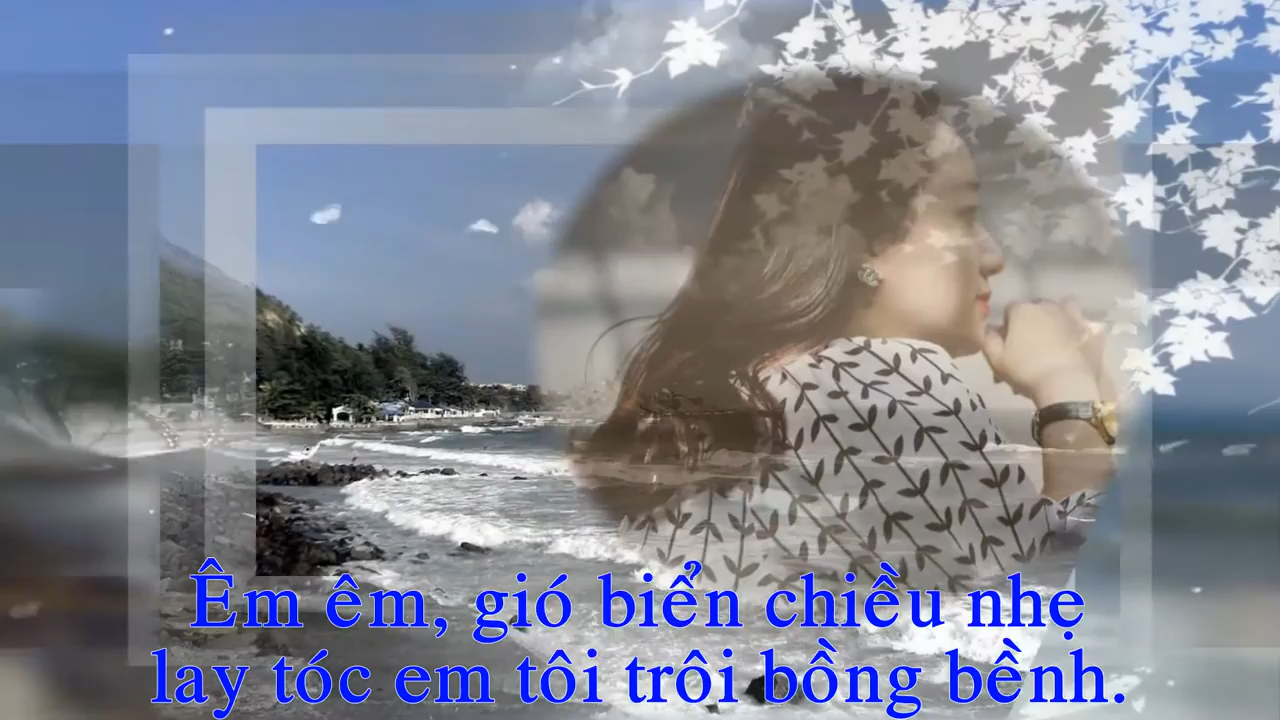 Êm êm, gió biển chiều nhẹ
lay tóc em tôi trôi bồng bềnh.